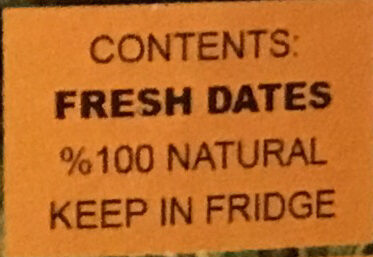 CONTENTS:
FRESH DATES
%100 NATURAL
KEEP IN FRIDGE